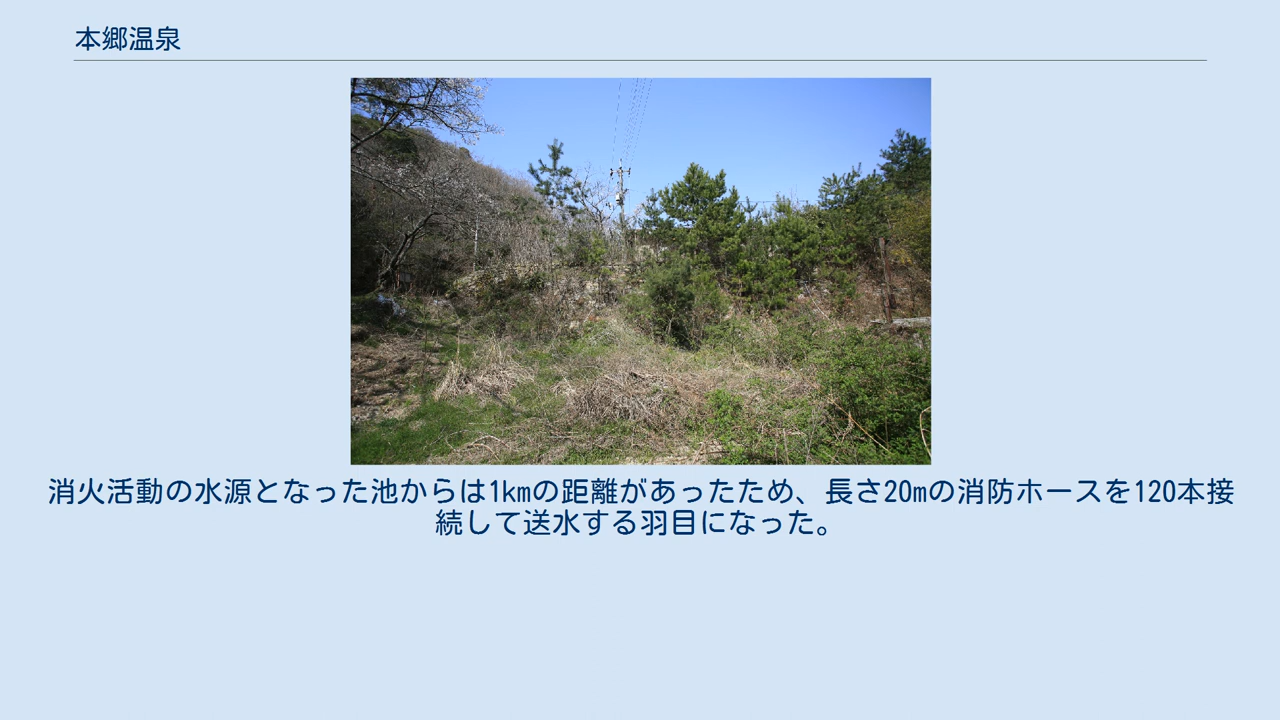 本郷温泉
消火活動の水源となった池からは1kmの距離があったため、長さ20mの消防ホースを120本接
続して送水する羽目になった。